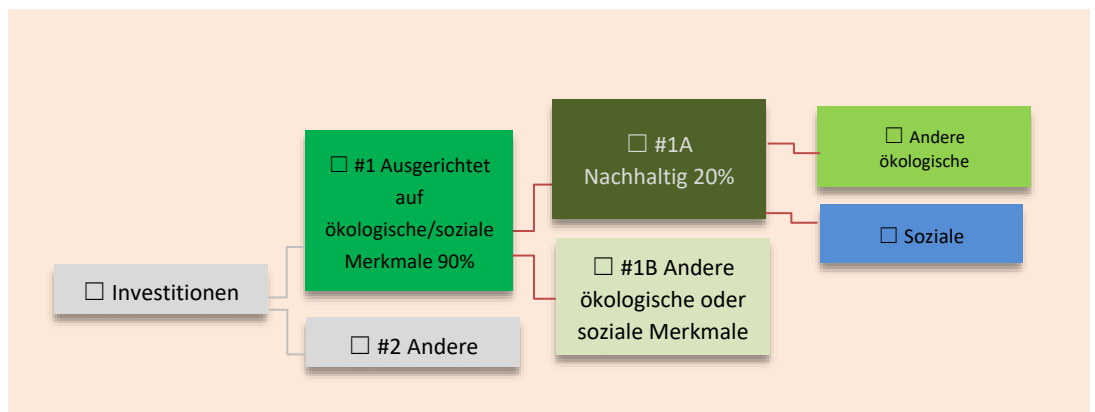 ☐ Investitionen
☐ #1 Ausgerichtet
auf
ökologische/soziale
Merkmale 90%
☐ #2 Andere
☐ #1A
Nachhaltig 20%
☐ #1B Andere
ökologische oder
soziale Merkmale
☐ Andere
ökologische
☐ Soziale